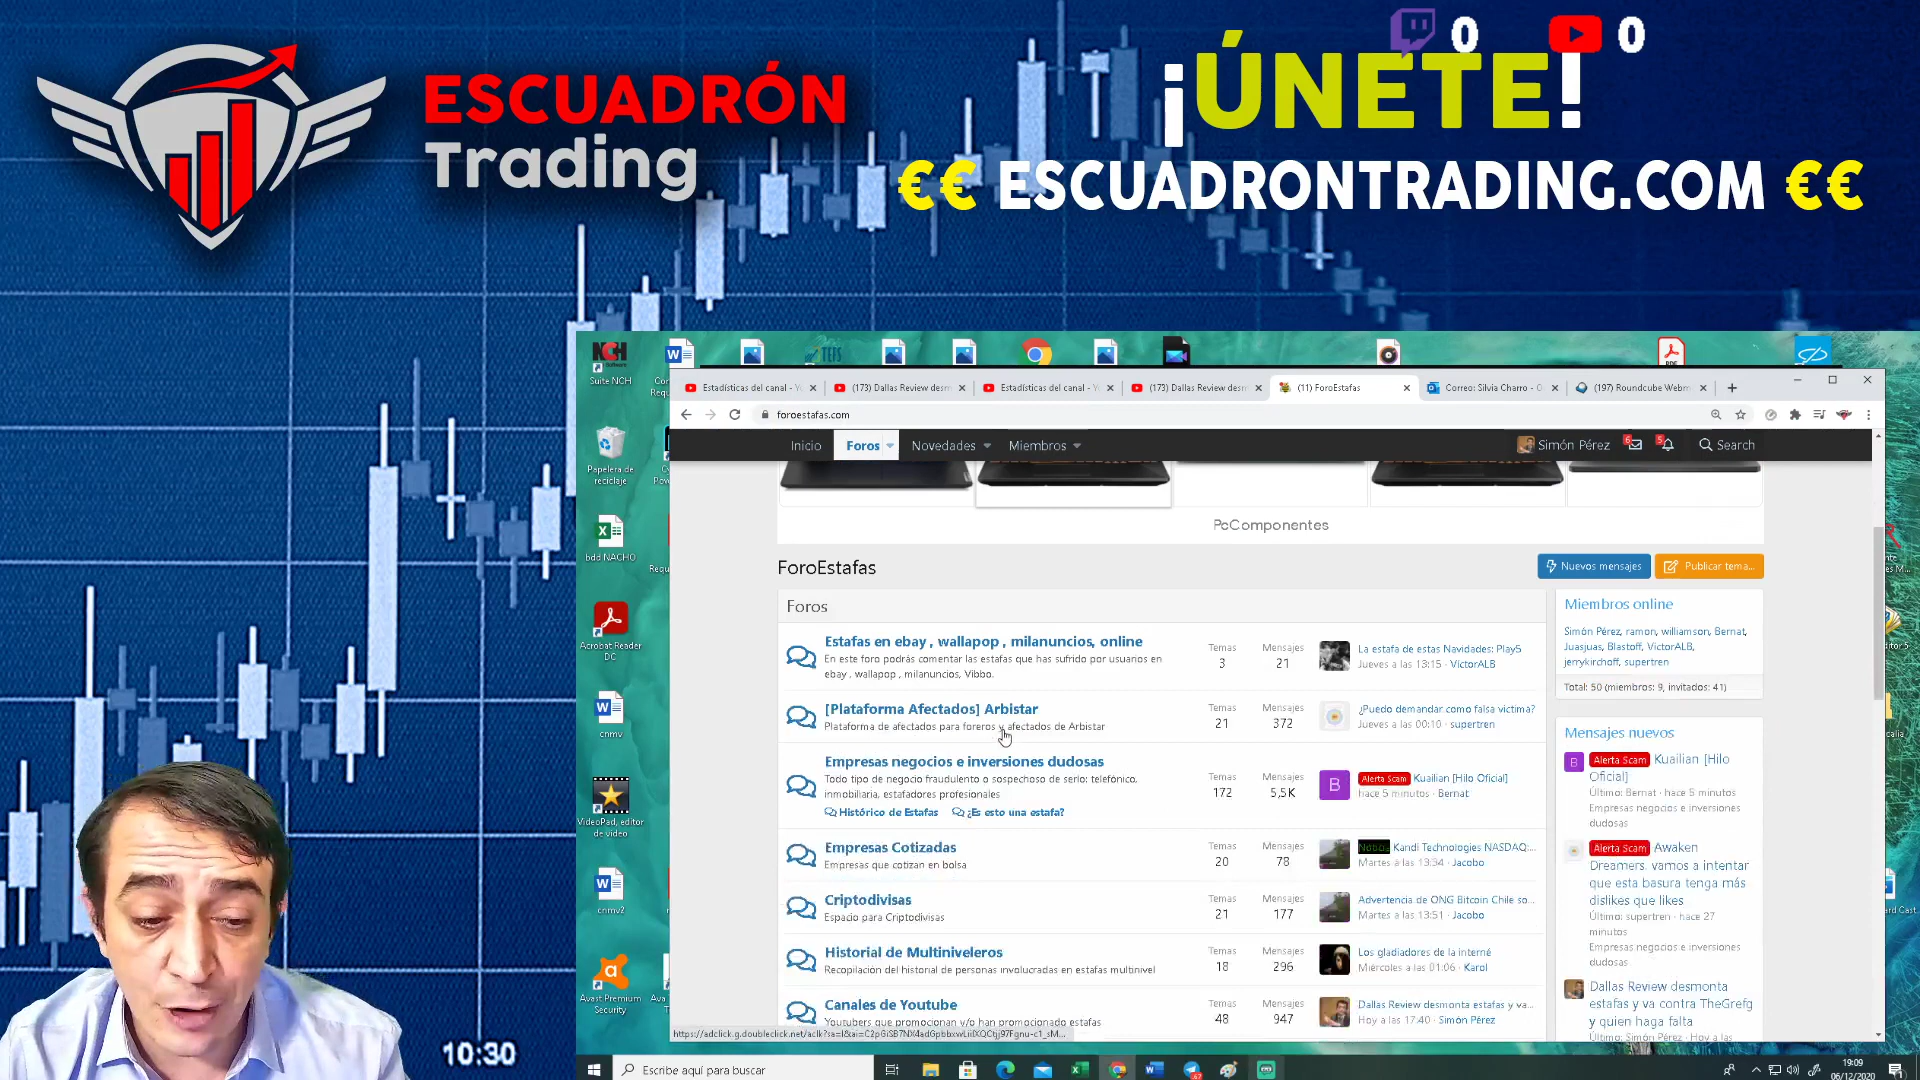 0
0
ESCUADRÓN
Trading
¡ÚNETE!
€€ ESCUADRONTRADING.COM €€
NCH
Suite NCH
Papelera de reciclaje
bdd NACHO
Acrobat Reader DC
cnmv
VideoPad, editor de video
cnmv2
Avast Premium Security
Estadísticas del canal
(173) Dallas Review desm
Estadísticas del canal
(173) Dallas Review desm
(11) ForoEstafas
Correo: Silvia Charro
(197) Roundcube Webm
foroestafas.com
Inicio
Foros
Novedades
Miembros
Simón Pérez
6
5
Search
PcComponentes
ForoEstafas
Nuevos mensajes
Publicar tema...
Foros
Estafas en ebay , wallapop , milanuncios, online
En este foro podrás comentar las estafas que has sufrido por usuarios en
ebay , wallapop , milanuncios, Vibbo.
Temas
3
Mensajes
21
La estafa de estas Navidades: Play5
Jueves a las 13:15 · VictorALB
[Plataforma Afectados] Arbistar
Plataforma de afectados para foreros y afectados de Arbistar
Temas
21
Mensajes
372
¿Puedo demandar como falsa victima?
Jueves a las 00:10 · supertren
Empresas negocios e inversiones dudosas
Todo tipo de negocio fraudulento o sospechoso de serlo: telefónico,
inmobiliaria, estafadores profesionales
Histórico de Estafas
¿Es esto una estafa?
Temas
172
Mensajes
5,5K
B
Alerta Scam Kuailian [Hilo Oficial]
hace 5 minutos · Bernat
Empresas Cotizadas
Empresas que cotizan en bolsa
Temas
20
Mensajes
78
Kandi Technologies NASDAQ:...
Martes a las 13:34 · Jacobo
Criptodivisas
Espacio para Criptodivisas
Temas
21
Mensajes
177
Advertencia de ONG Bitcoin Chile so...
Martes a las 13:51 · Jacobo
Historial de Multiniveleros
Recopilación del historial de personas involucradas en estafas multinivel
Temas
18
Mensajes
296
Los gladiadores de la interné
Miércoles a las 01:06 · Karol
Canales de Youtube
Youtubers que promocionan y/o han promocionado estafas
Temas
48
Mensajes
947
Dallas Review desmonta estafas y va...
Hoy a las 17:40 · Simón Pérez
Miembros online
Simón Pérez, ramon, williamson, Bernat,
Juasjuas, Blastoff, VictorALB,
jerrykirchoff, supertren
Total: 50 (miembros: 9, invitados: 41)
Mensajes nuevos
B
Alerta Scam Kuailian [Hilo
Oficial]
Último: Bernat · hace 5 minutos
Empresas negocios e inversiones
dudosas
Alerta Scam Awaken
Dreamers. vamos a intentar
que esta basura tenga más
dislikes que likes
Último: supertren · hace 27
minutos
Empresas negocios e inversiones
dudosas
Dallas Review desmonta
estafas y va contra TheGrefg
y quien haga falta
Último: Simón Pérez · Hoy a las
10:30
Escribe aquí para buscar
19:09
06/12/2020